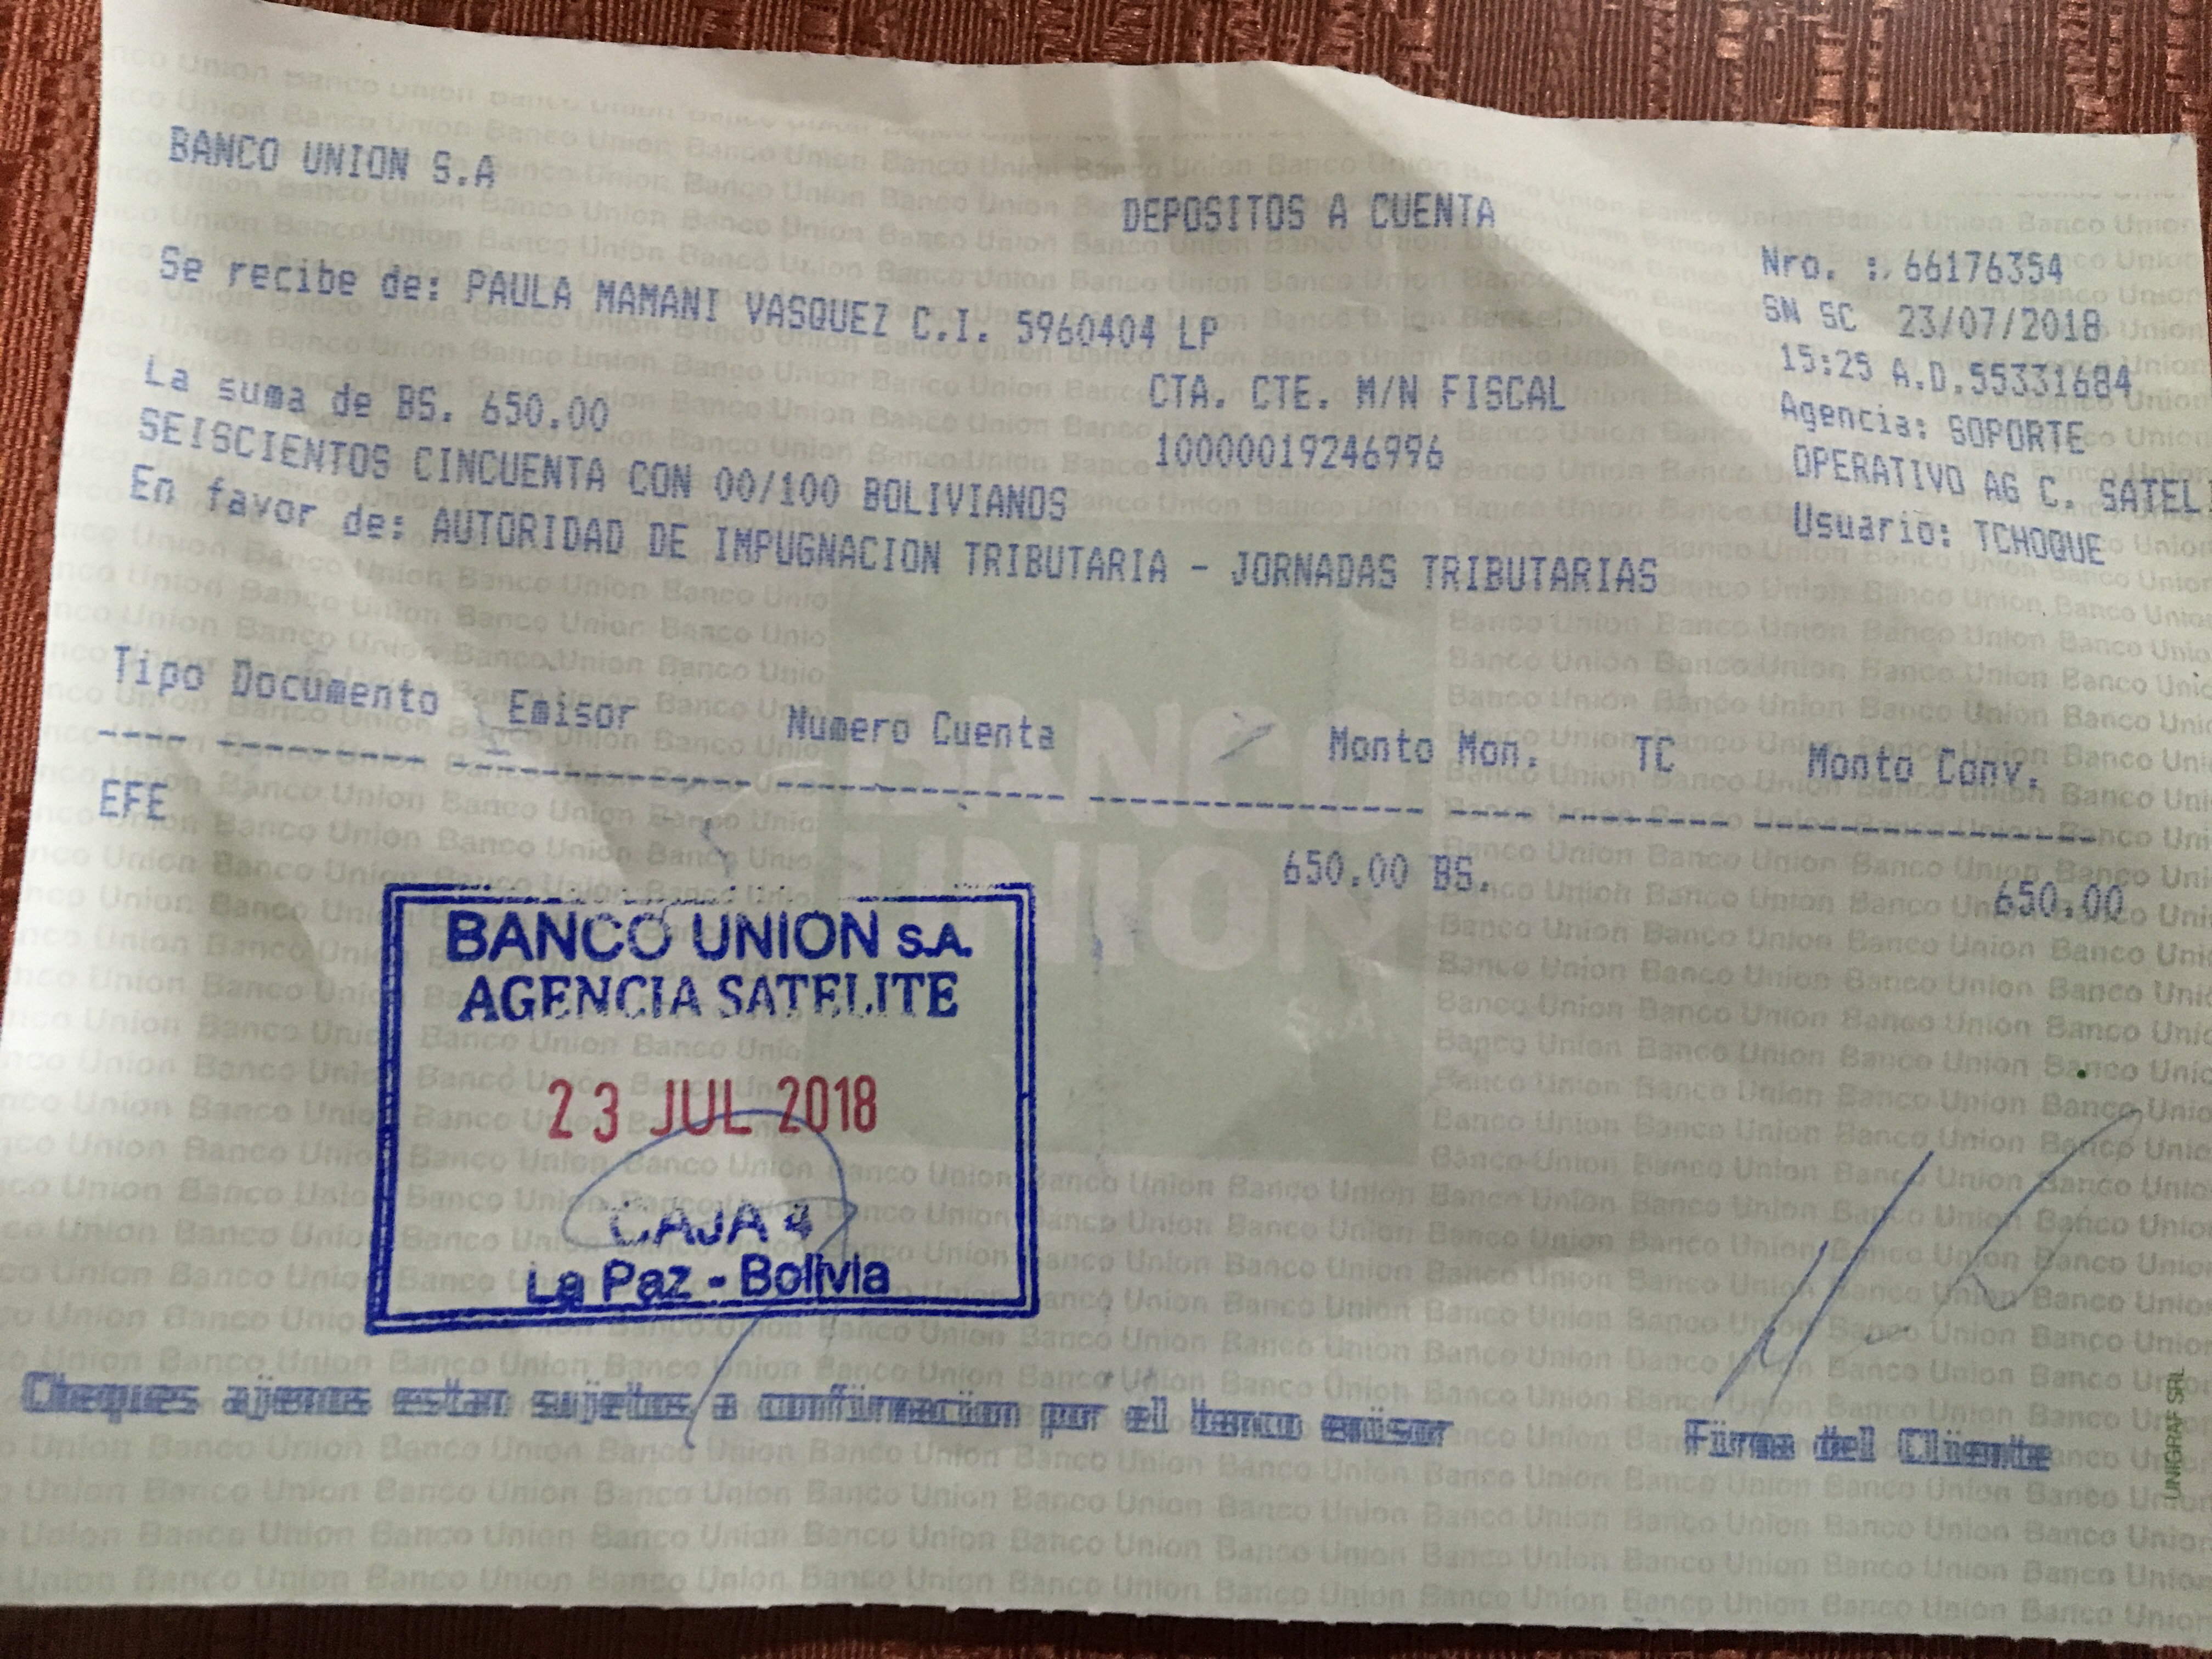 BANCO UNION S.A
DEPOSITOS A CUENTA
Nro. : 66176354
SN SC 23/07/2018
15:25 A.D.55331684
Agencia: SOPORTE
OPERATIVO AG C. SATEL
Usuario: TCHOQUE
Se recibe de: PAULA MAMANI VASQUEZ C.I. 5960404 LP
La suma de BS. 650.00
CTA. CTE. M/N FISCAL
10000019246996
SEISCIENTOS CINCUENTA CON 00/100 BOLIVIANOS
En favor de: AUTORIDAD DE IMPUGNACION TRIBUTARIA - JORNADAS TRIBUTARIAS
Tipo Documento Emisor Numero Cuenta Monto Mon. TC Monto Conv.
EFE 650.00 BS. 650.00
BANCO UNION S.A.
AGENCIA SATELITE
23 JUL 2018
CAJA 4
La Paz - Bolivia
Cheques ajenos estan sujetos a confirmacion por el banco emisor
Firma del Cliente
UNIGRAF SRL
BANCO
UNION
S.A.